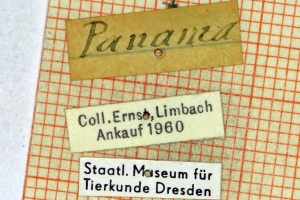 Panama
Coll. Ernst, Limbach
Ankauf 1960
Staatl. Museum für
Tierkunde Dresden